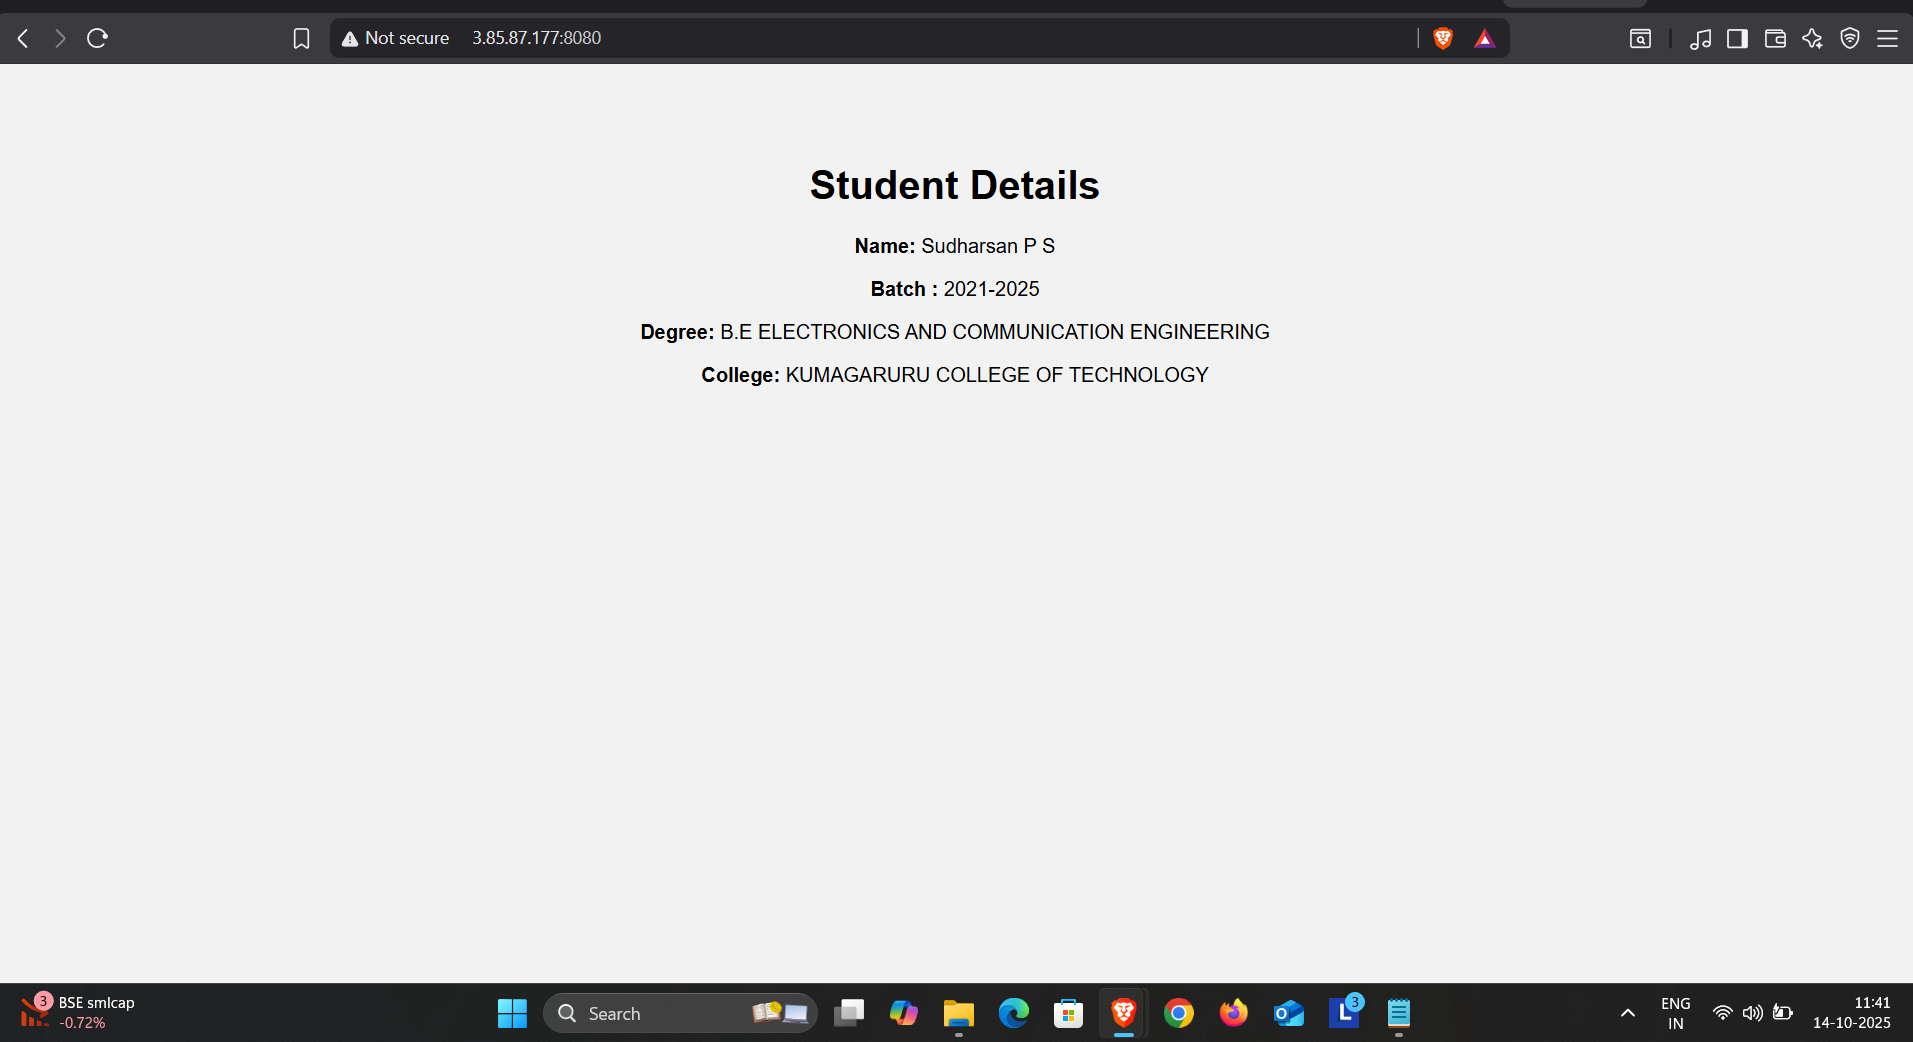 Not secure 3.85.87.177:8080
Student Details
Name: Sudharsan P S
Batch : 2021-2025
Degree: B.E ELECTRONICS AND COMMUNICATION ENGINEERING
College: KUMAGARURU COLLEGE OF TECHNOLOGY
3
BSE smlcap
-0.72%
Search
3
ENG
IN
11:41
14-10-2025